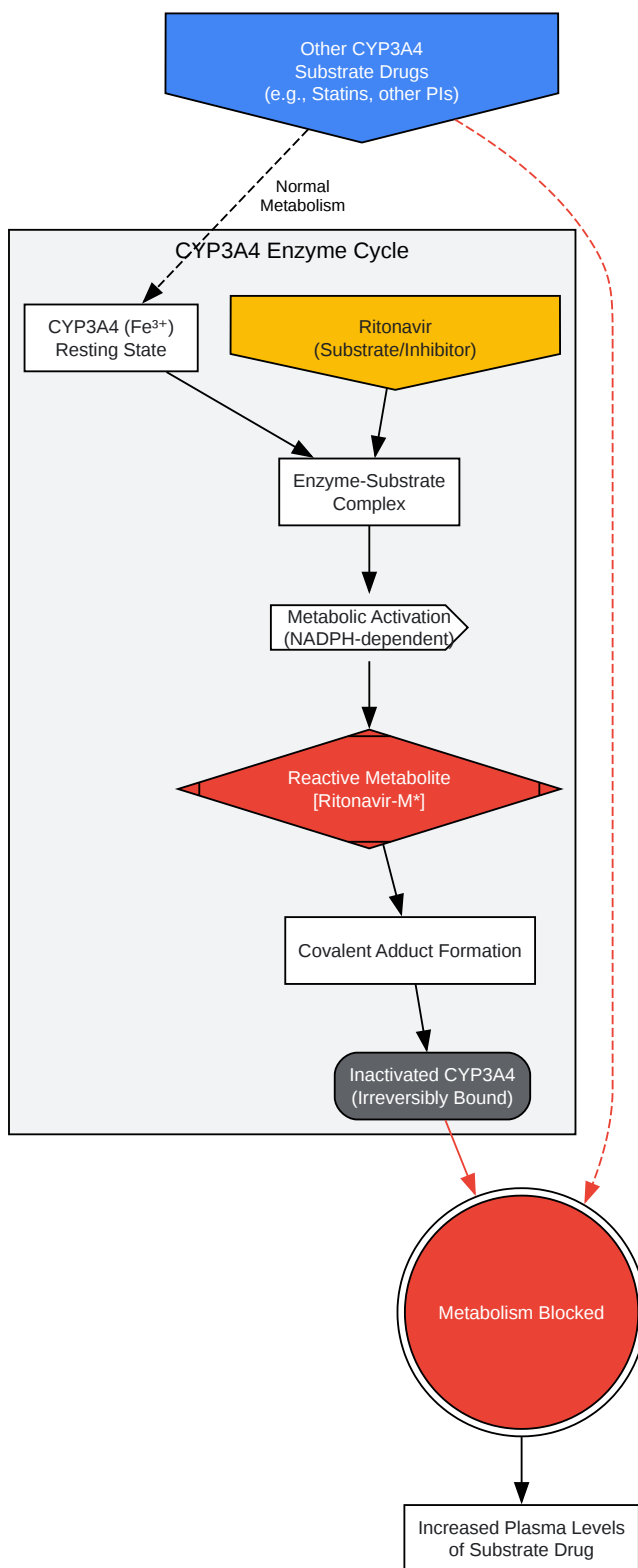 Other CYP3A4
Substrate Drugs
(e.g., Statins, other PIs)
Normal
Metabolism
CYP3A4 Enzyme Cycle
CYP3A4 (Fe³⁺)
Resting State
Ritonavir
(Substrate/Inhibitor)
Enzyme-Substrate
Complex
Metabolic Activation
(NADPH-dependent)
Reactive Metabolite
[Ritonavir-M*]
Covalent Adduct Formation
Inactivated CYP3A4
(Irreversibly Bound)
Metabolism Blocked
Increased Plasma Levels
of Substrate Drug